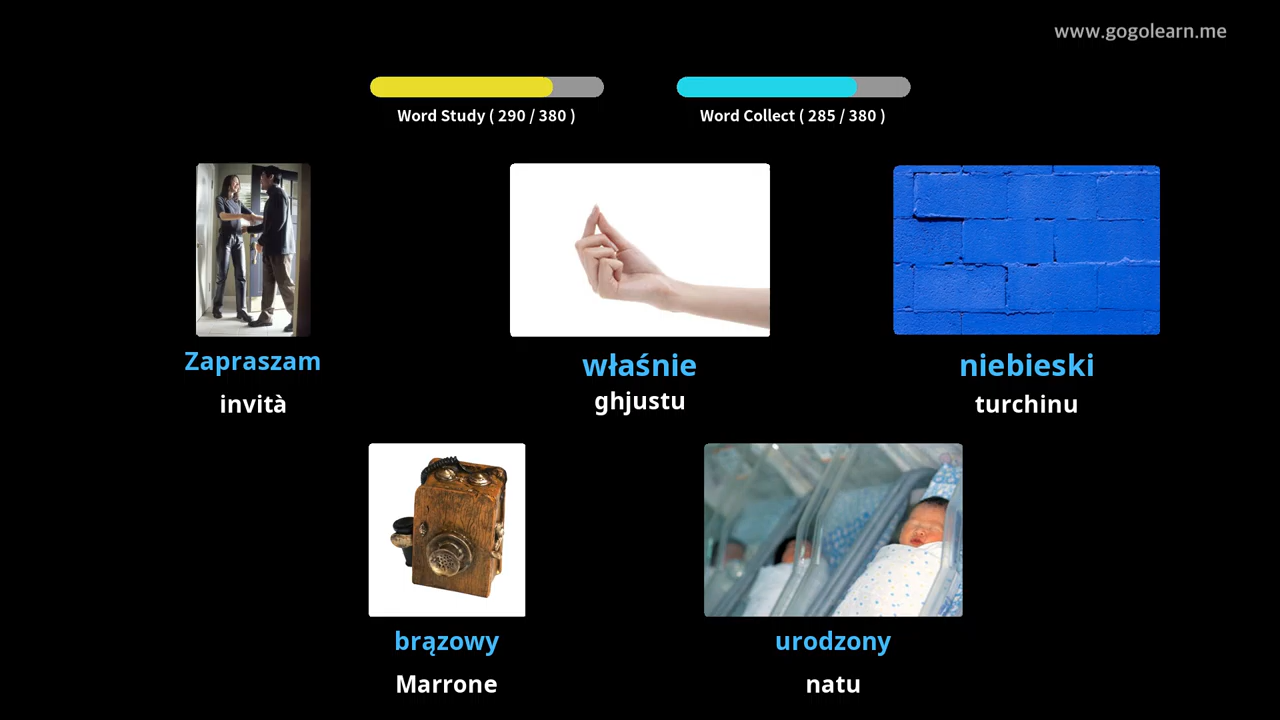 www.gogolearn.me
Word Study ( 290 / 380 )
Word Collect ( 285 / 380 )
Zapraszam
invità
właśnie
ghjustu
niebieski
turchinu
brązowy
Marrone
urodzony
natu